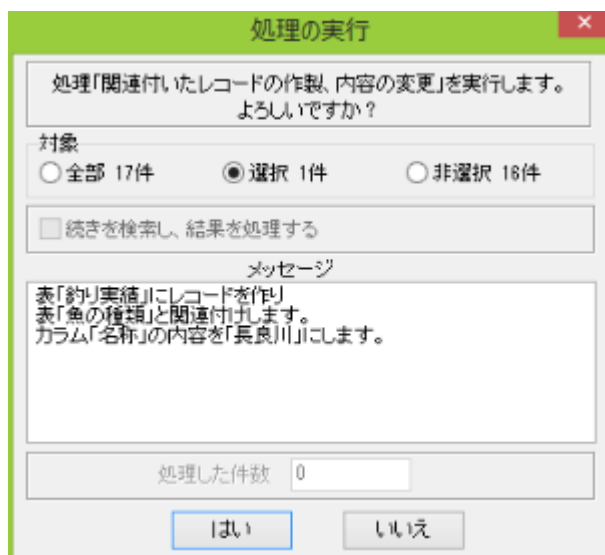 処理の実行
処理「関連付いたレコードの作製、内容の変更」を実行します。
よろしいですか？
対象
全部 17件 選択 1件 非選択 16件
続きを検索し、結果を処理する
メッセージ
表「釣り実績」にレコードを作り
表「魚の種類」と関連付けします。
カラム「名称」の内容を「長良川」にします。
処理した件数 0
はい いいえ